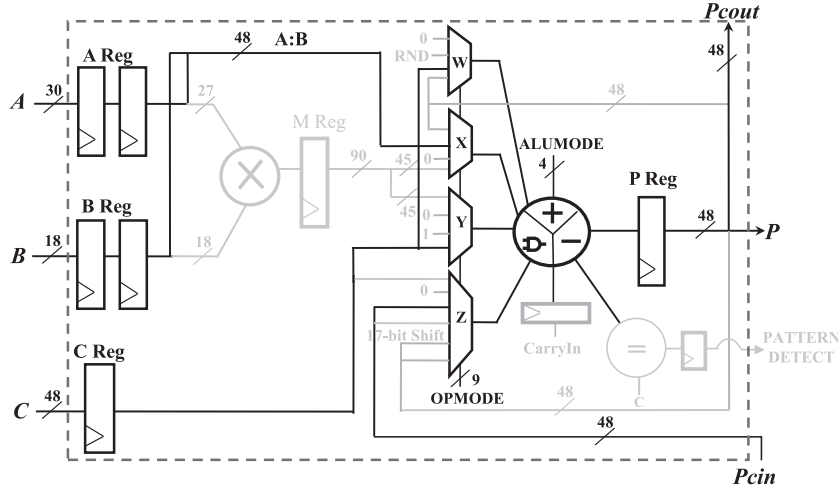 Pcout
48
A:B
48
A Reg
0
RND
W
A
30
27
48
M Reg
X
ALUMODE
4
90
45
0
P Reg
B Reg
Y
45
0
1
48
P
B
18
18
0
Z
17-bit Shift
CarryIn
=
PATTERN
DETECT
C Reg
9
OPMODE
C
48
48
C
48
Pcin